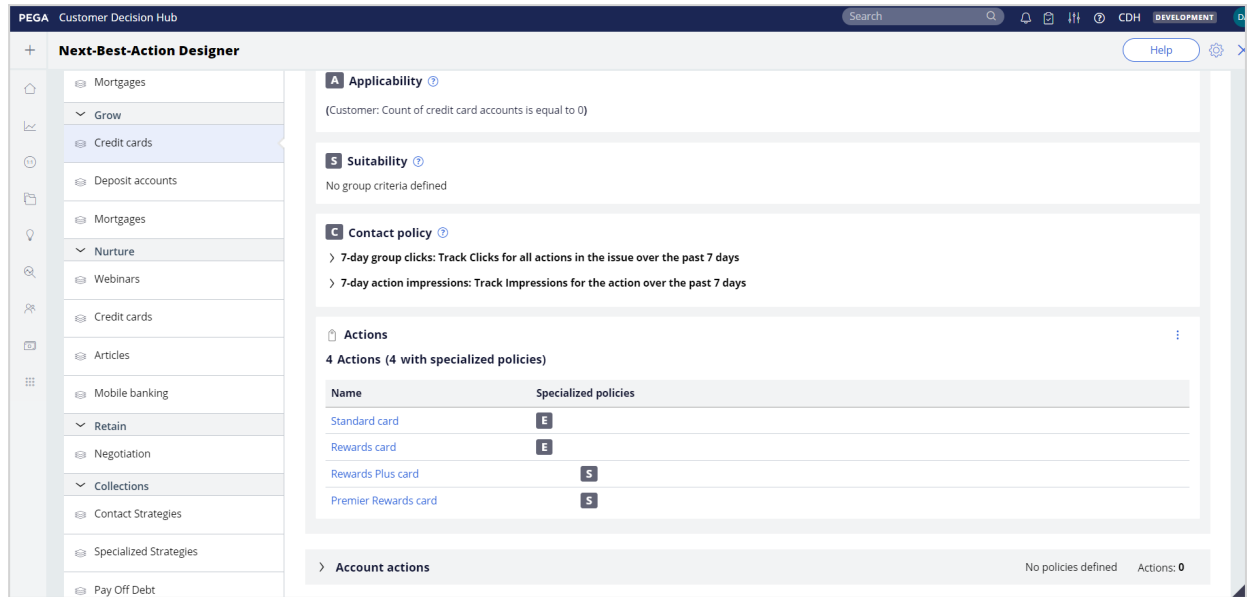 PEGA Customer Decision Hub Search CDH DEVELOPMENT
Next-Best-Action Designer Help
Mortgages
Grow
Credit cards
Deposit accounts
Mortgages
Nurture
Webinars
Credit cards
Articles
Mobile banking
Retain
Negotiation
Collections
Contact Strategies
Specialized Strategies
Pay Off Debt
A Applicability
(Customer: Count of credit card accounts is equal to 0)
S Suitability
No group criteria defined
C Contact policy
7-day group clicks: Track Clicks for all actions in the issue over the past 7 days
7-day action impressions: Track Impressions for the action over the past 7 days
Actions
4 Actions (4 with specialized policies)
Name Specialized policies
Standard card E
Rewards card E
Rewards Plus card S
Premier Rewards card S
Account actions No policies defined Actions: 0